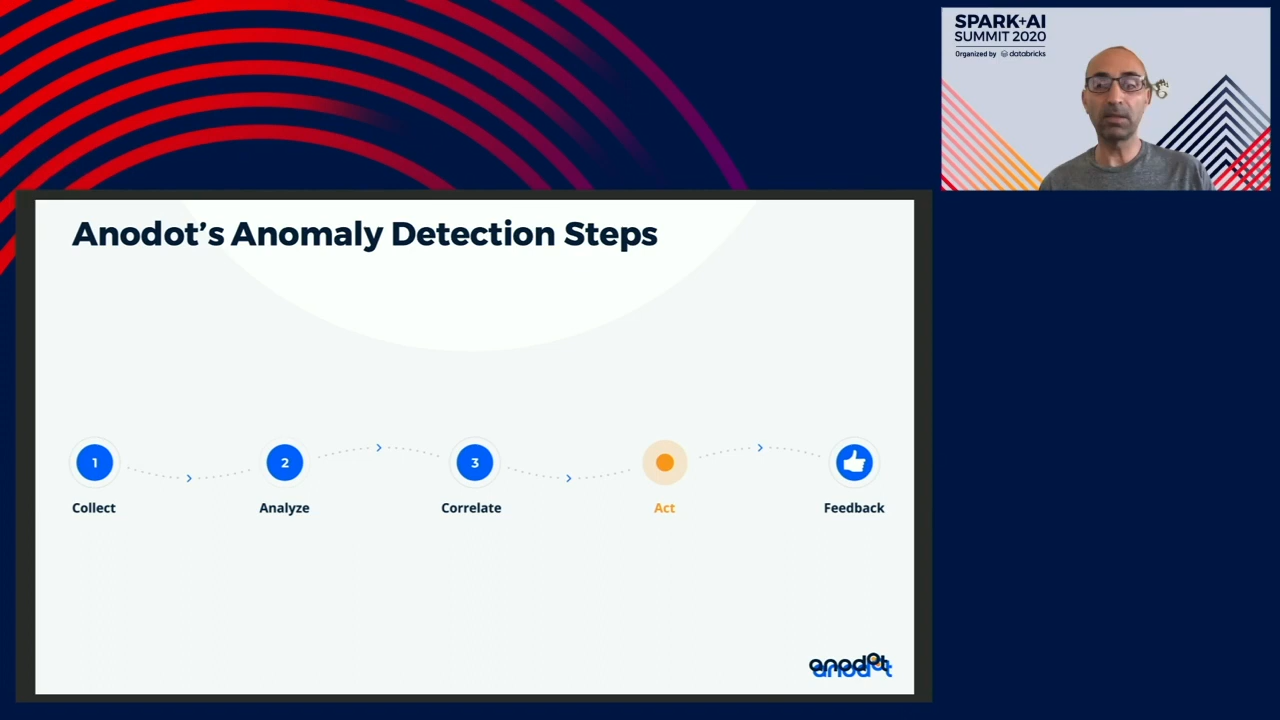 SPARK+AI
SUMMIT 2020
Organized by databricks
Anodot's Anomaly Detection Steps
1
2
3
Collect
Analyze
Correlate
Act
Feedback
anodot